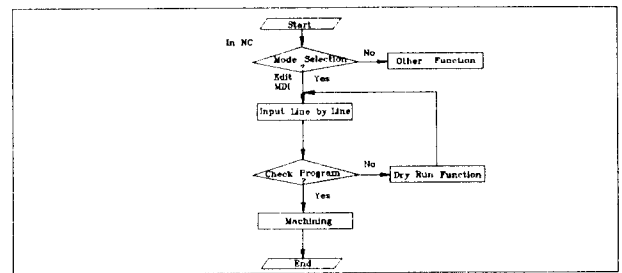 Start
In NC
Mode Selection
?
No
Other Function
Edit
MDI
Yes
Input Line by Line
Check Program
?
No
Dry Run Function
Yes
Machining
End